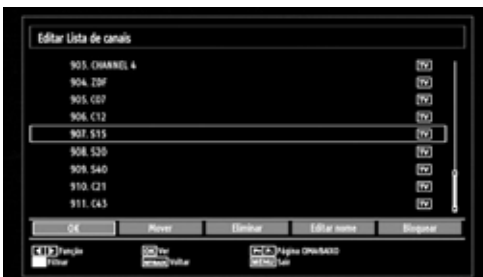 Editar Lista de canais
903. CHANNEL 4 TV
904. ZDF TV
905. C07 TV
906. C12 TV
907. S15 TV
908. S20 TV
909. S40 TV
910. C21 TV
911. C43 TV
OK Mover Eliminar Editar nome Bloquear
Função OK Ver Página CIMA/BAIXO
Filtrar Voltar MENU Sair